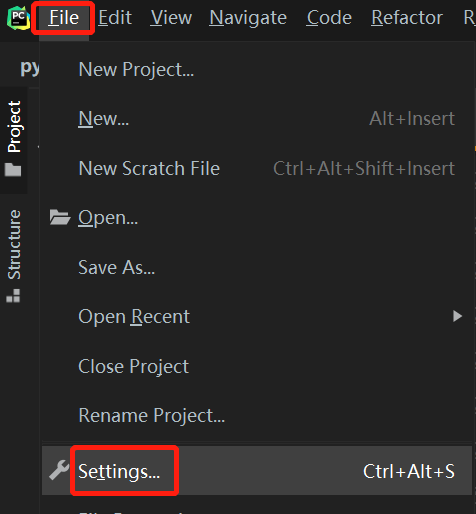 PC File Edit View Navigate Code Refactor R
py
New Project...
New... Alt+Insert
New Scratch File Ctrl+Alt+Shift+Insert
Open...
Save As...
Open Recent
Close Project
Rename Project...
Settings... Ctrl+Alt+S
Project
Structure